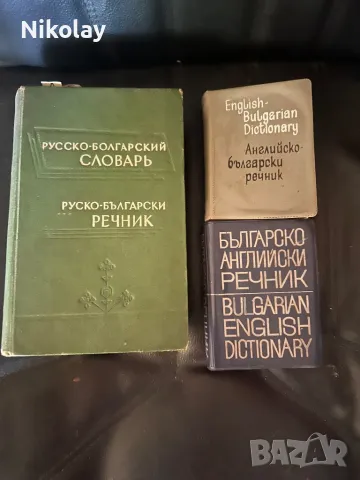 Nikolay
РУССКО-БОЛГАРСКИЙ
СЛОВАРЬ
РУСКО-БЪЛГАРСКИ
РЕЧНИК
English-
Bulgarian
Dictionary
Английско-
български
речник
БЪЛГАРСКО
АНГЛИЙСКИ
РЕЧНИК
BULGARIAN
ENGLISH
DICTIONARY
BAZAR